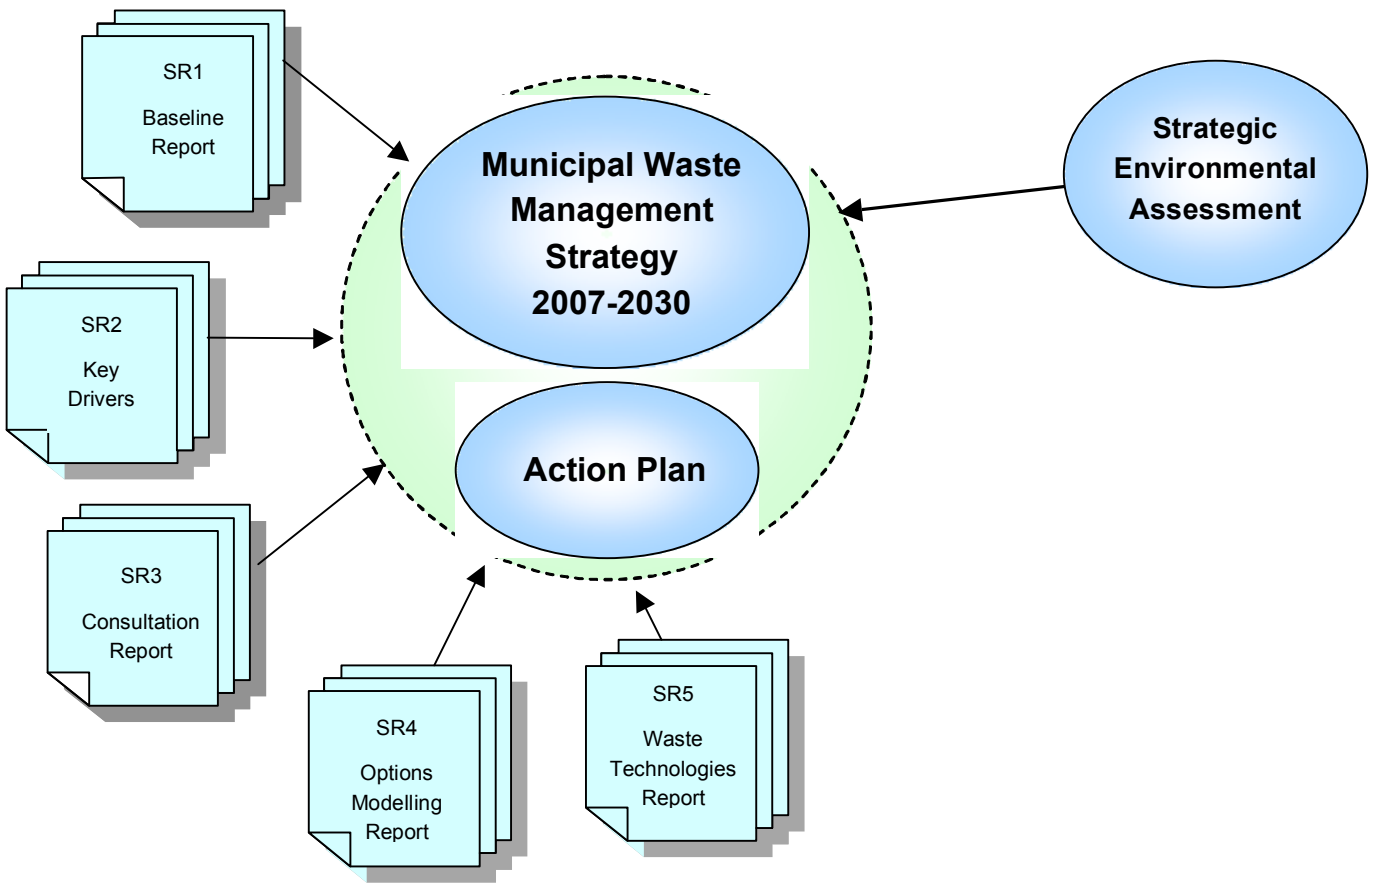 SR1
Baseline
Report
Municipal Waste
Management
Strategy
2007-2030
Strategic
Environmental
Assessment
SR2
Key
Drivers
Action Plan
SR3
Consultation
Report
SR4
Options
Modelling
Report
SR5
Waste
Technologies
Report